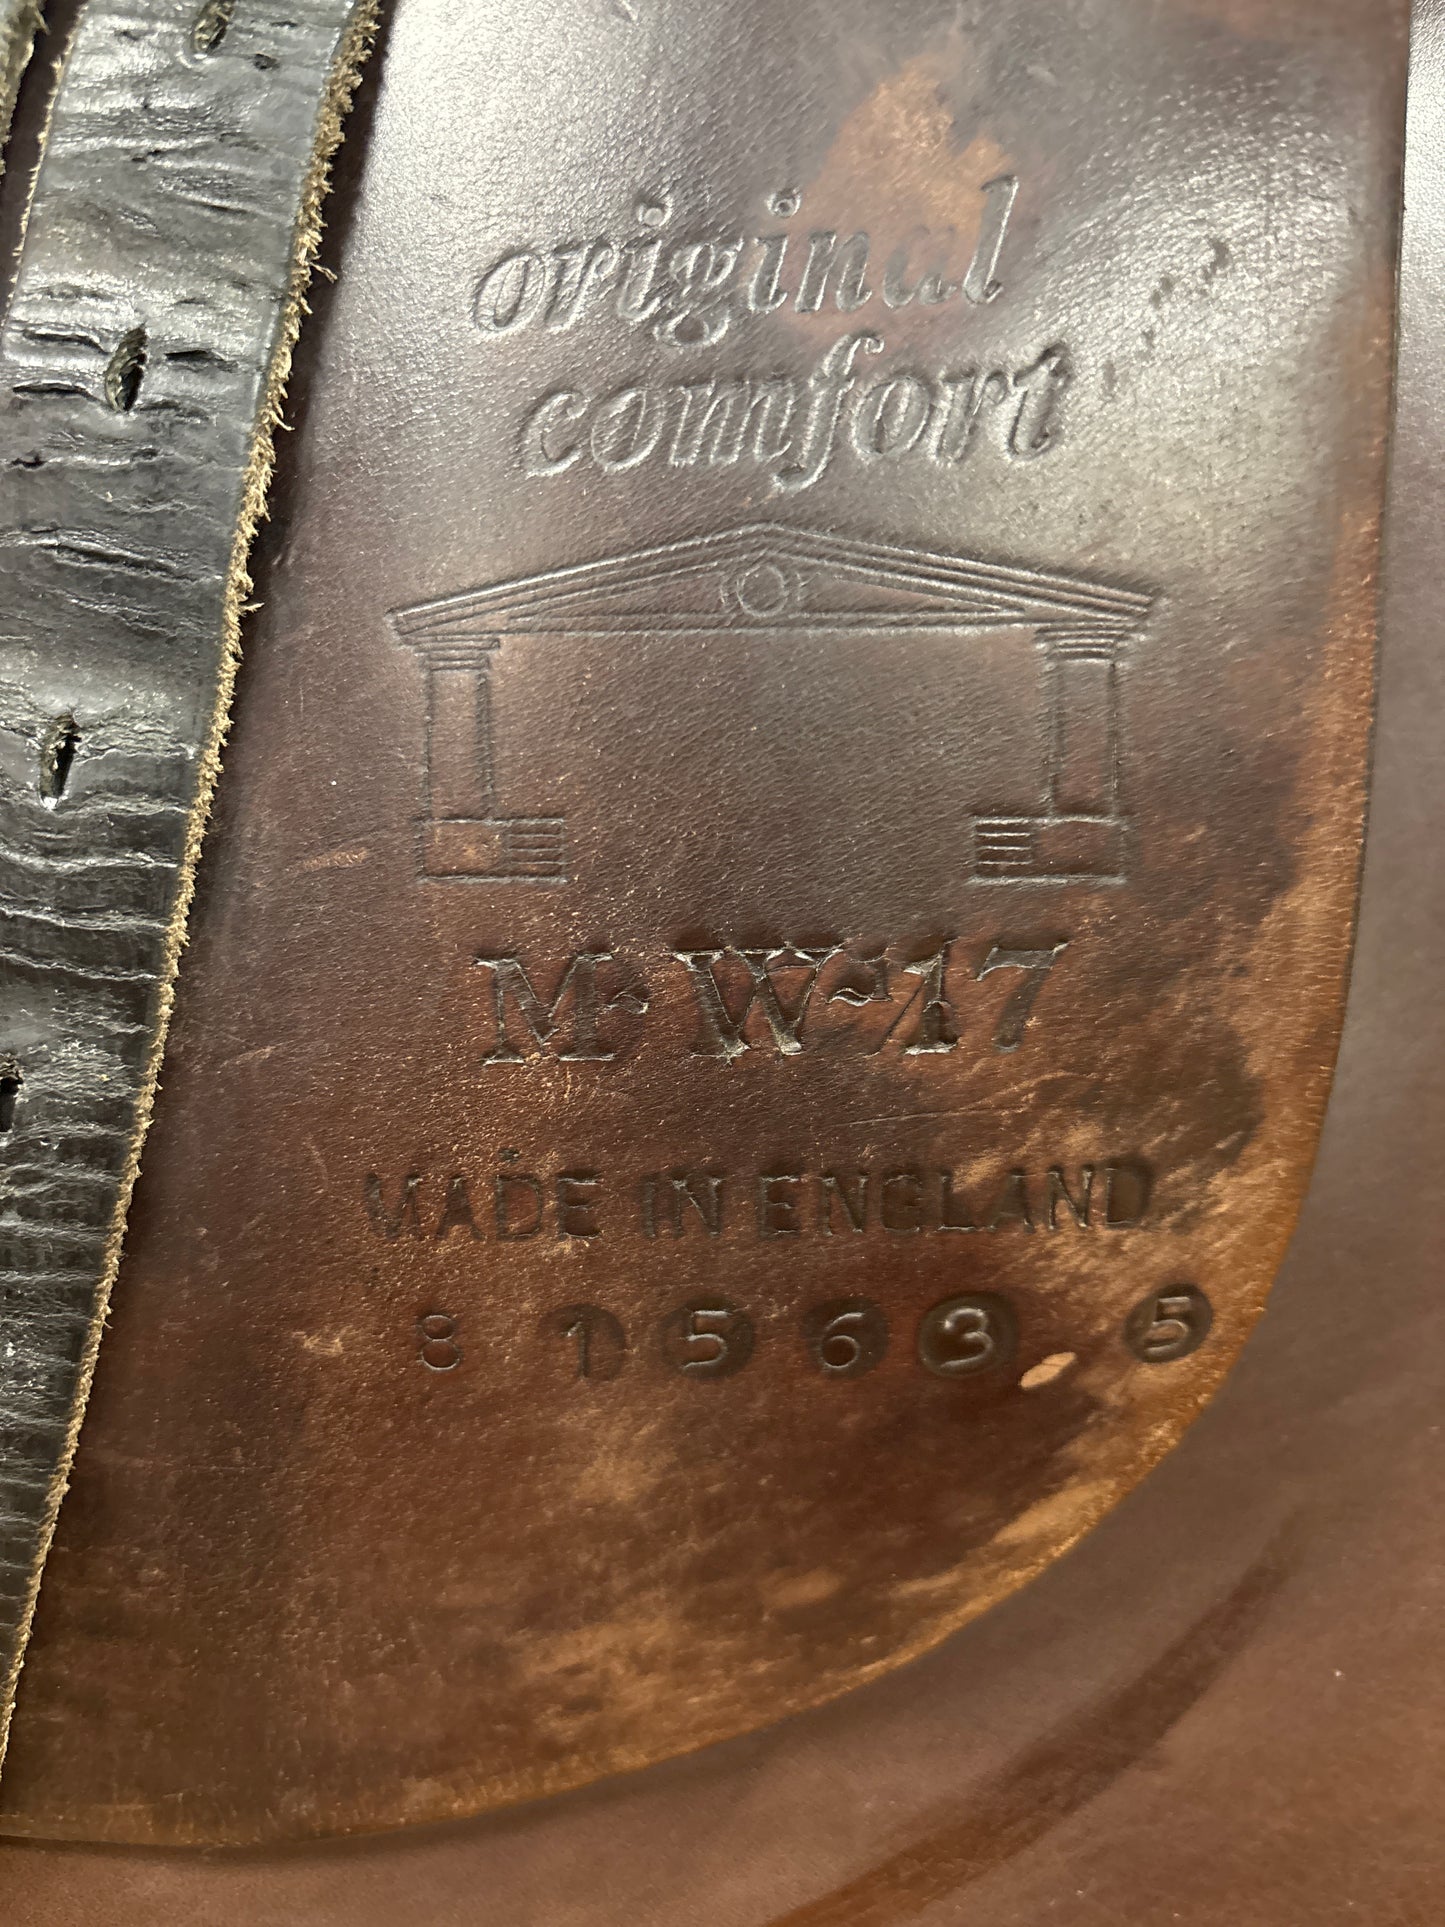 original
comfort
M-W-17
MADE IN ENGLAND
8 1 5 6 3 5